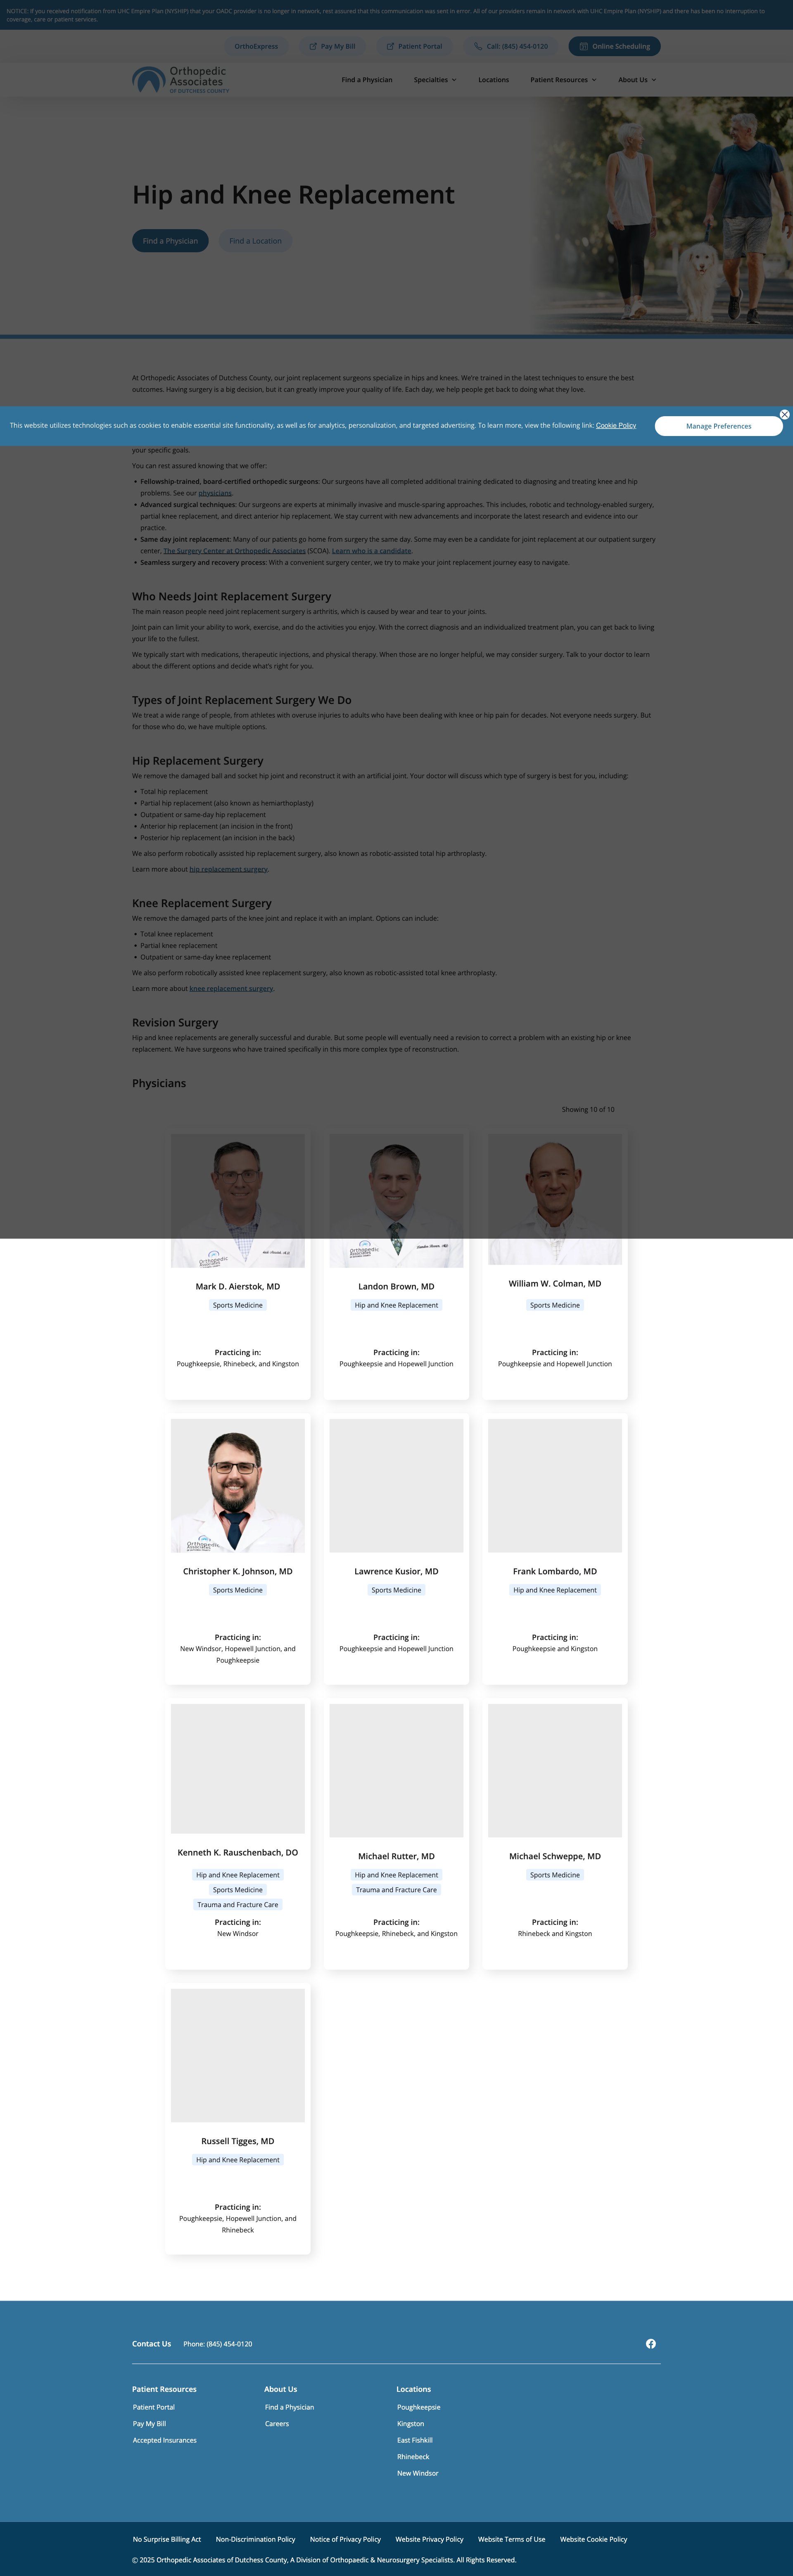 NOTICE: If you received notification from UHC Empire Plan (NYSHIP) that your OADC provider is no longer in network, rest assured that this communication was sent in error. All of our providers remain in network with UHC Empire Plan (NYSHIP) and there has been no interruption to
coverage, care or patient services.
OrthoExpress
Pay My Bill
Patient Portal
Call: (845) 454-0120
Online Scheduling
Orthopedic
Associates
OF DUTCHESS COUNTY
Find a Physician
Specialties
Locations
Patient Resources
About Us
Hip and Knee Replacement
Find a Physician
Find a Location
At Orthopedic Associates of Dutchess County, our joint replacement surgeons specialize in hips and knees. We're trained in the latest techniques to ensure the best
outcomes. Having surgery is a big decision, but it can greatly improve your quality of life. Each day, we help people get back to doing what they love.
This website utilizes technologies such as cookies to enable essential site functionality, as well as for analytics, personalization, and targeted advertising. To learn more, view the following link: Cookie Policy
Manage Preferences
your specific goals.
You can rest assured knowing that we offer:
• Fellowship-trained, board-certified orthopedic surgeons: Our surgeons have all completed additional training dedicated to diagnosing and treating knee and hip
problems. See our physicians.
• Advanced surgical techniques: Our surgeons are experts at minimally invasive and muscle-sparing approaches. This includes, robotic and technology-enabled surgery,
partial knee replacement, and direct anterior hip replacement. We stay current with new advancements and incorporate the latest research and evidence into our
practice.
• Same day joint replacement: Many of our patients go home from surgery the same day. Some may even be a candidate for joint replacement at our outpatient surgery
center, The Surgery Center at Orthopedic Associates (SCOA). Learn who is a candidate.
• Seamless surgery and recovery process: With a convenient surgery center, we try to make your joint replacement journey easy to navigate.
Who Needs Joint Replacement Surgery
The main reason people need joint replacement surgery is arthritis, which is caused by wear and tear to your joints.
Joint pain can limit your ability to work, exercise, and do the activities you enjoy. With the correct diagnosis and an individualized treatment plan, you can get back to living
your life to the fullest.
We typically start with medications, therapeutic injections, and physical therapy. When those are no longer helpful, we may consider surgery. Talk to your doctor to learn
about the different options and decide what's right for you.
Types of Joint Replacement Surgery We Do
We treat a wide range of people, from athletes with overuse injuries to adults who have been dealing with knee or hip pain for decades. Not everyone needs surgery. But
for those who do, we have multiple options.
Hip Replacement Surgery
We remove the damaged ball and socket hip joint and reconstruct it with an artificial joint. Your doctor will discuss which type of surgery is best for you, including:
• Total hip replacement
• Partial hip replacement (also known as hemiarthoplasty)
• Outpatient or same-day hip replacement
• Anterior hip replacement (an incision in the front)
• Posterior hip replacement (an incision in the back)
We also perform robotically assisted hip replacement surgery, also known as robotic-assisted total hip arthroplasty.
Learn more about hip replacement surgery.
Knee Replacement Surgery
We remove the damaged parts of the knee joint and replace it with an implant. Options can include:
• Total knee replacement
• Partial knee replacement
• Outpatient or same-day knee replacement
We also perform robotically assisted knee replacement surgery, also known as robotic-assisted total knee arthroplasty.
Learn more about knee replacement surgery.
Revision Surgery
Hip and knee replacements are generally successful and durable. But some people will eventually need a revision to correct a problem with an existing hip or knee
replacement. We have surgeons who have trained specifically in this more complex type of reconstruction.
Physicians
Showing 10 of 10
Mark D. Aierstok, MD
Sports Medicine
Practicing in:
Poughkeepsie, Rhinebeck, and Kingston
Landon Brown, MD
Hip and Knee Replacement
Practicing in:
Poughkeepsie and Hopewell Junction
William W. Colman, MD
Sports Medicine
Practicing in:
Poughkeepsie and Hopewell Junction
Christopher K. Johnson, MD
Sports Medicine
Practicing in:
New Windsor, Hopewell Junction, and
Poughkeepsie
Lawrence Kusior, MD
Sports Medicine
Practicing in:
Poughkeepsie and Hopewell Junction
Frank Lombardo, MD
Hip and Knee Replacement
Practicing in:
Poughkeepsie and Kingston
Kenneth K. Rauschenbach, DO
Hip and Knee Replacement
Sports Medicine
Trauma and Fracture Care
Practicing in:
New Windsor
Michael Rutter, MD
Hip and Knee Replacement
Trauma and Fracture Care
Practicing in:
Poughkeepsie, Rhinebeck, and Kingston
Michael Schweppe, MD
Sports Medicine
Practicing in:
Rhinebeck and Kingston
Russell Tigges, MD
Hip and Knee Replacement
Practicing in:
Poughkeepsie, Hopewell Junction, and
Rhinebeck
Contact Us
Phone: (845) 454-0120
Patient Resources
Patient Portal
Pay My Bill
Accepted Insurances
About Us
Find a Physician
Careers
Locations
Poughkeepsie
Kingston
East Fishkill
Rhinebeck
New Windsor
No Surprise Billing Act
Non-Discrimination Policy
Notice of Privacy Policy
Website Privacy Policy
Website Terms of Use
Website Cookie Policy
© 2025 Orthopedic Associates of Dutchess County, A Division of Orthopaedic & Neurosurgery Specialists. All Rights Reserved.